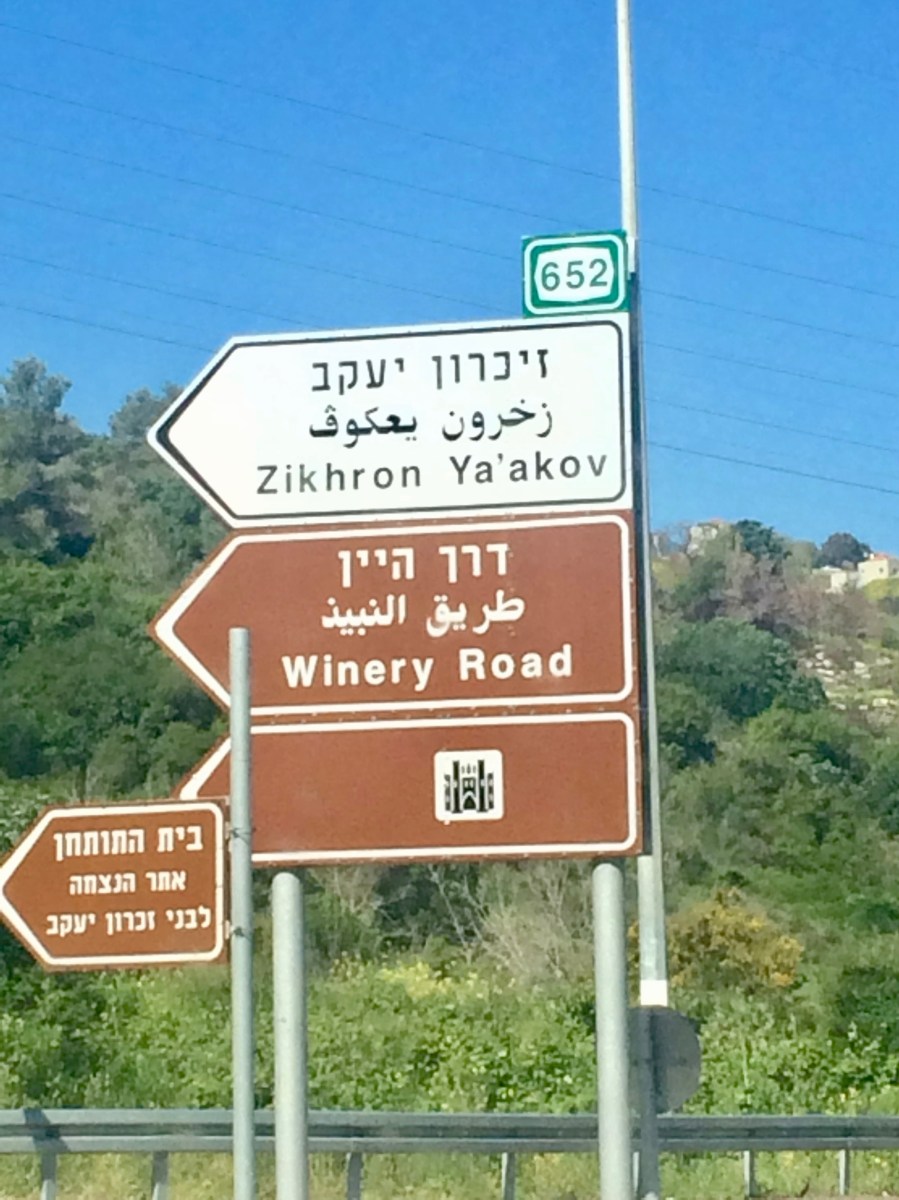 652
זיכרון יעקב
زخرون يعكوڤ
Zikhron Ya'akov
דרך היין
طريق النبيذ
Winery Road
בית התותחן
אתר הנצחה
לבני זכרון יעקב